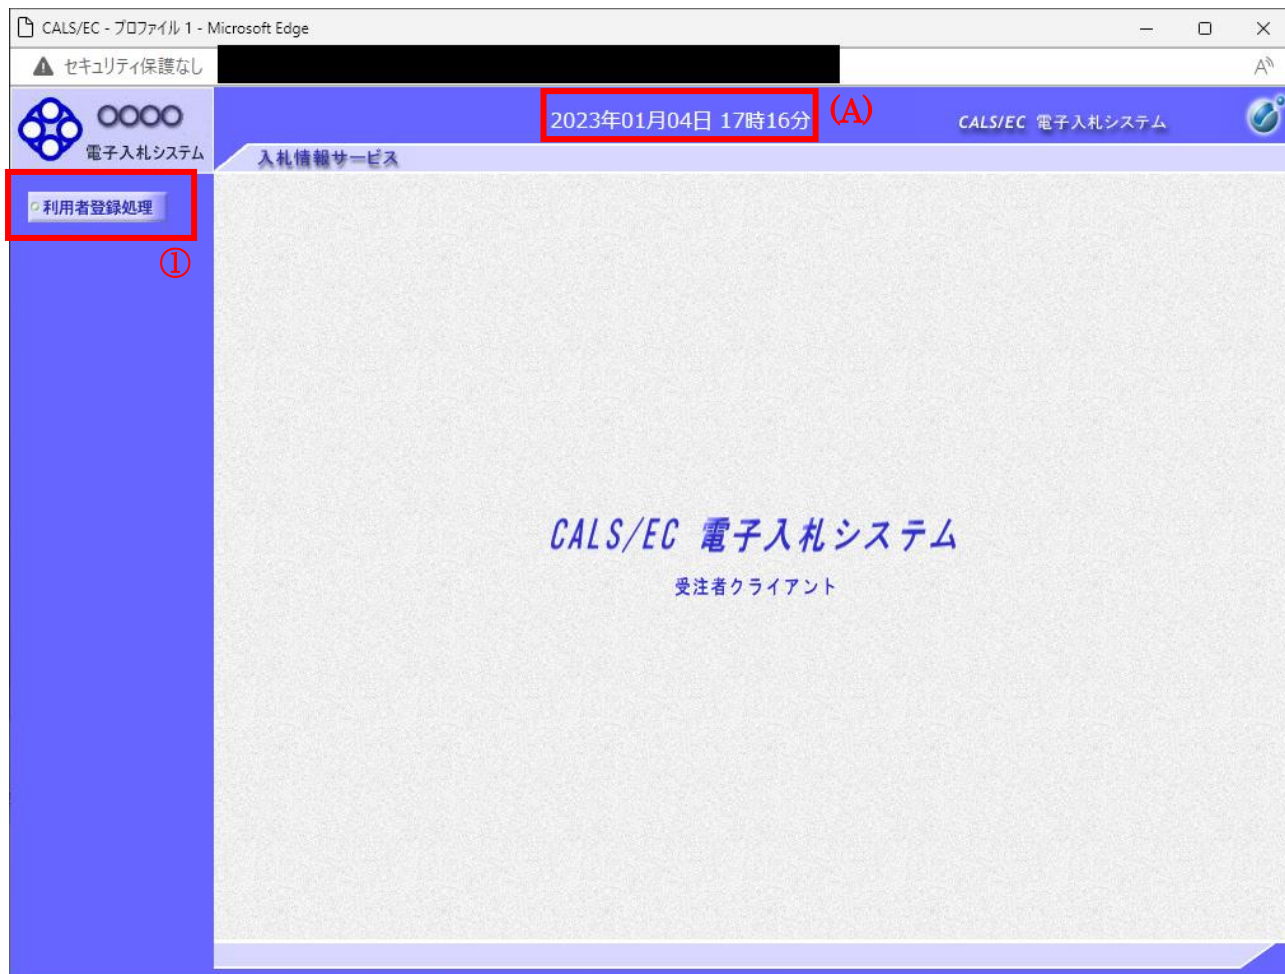 CALS/EC - プロファイル 1 - Microsoft Edge
セキュリティ保護なし
○○○○
電子入札システム
2023年01月04日 17時16分
(A)
CALS/EC 電子入札システム
入札情報サービス
利用者登録処理
①
CALS/EC 電子入札システム
受注者クライアント